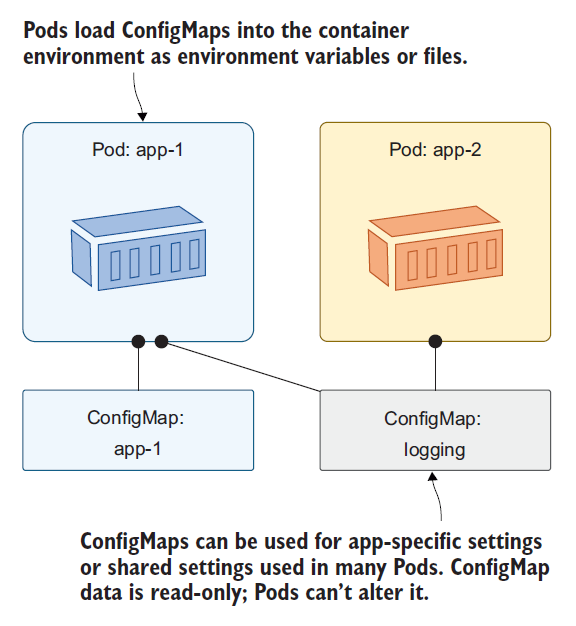 Pods load ConfigMaps into the container
environment as environment variables or files.
Pod: app-1
Pod: app-2
ConfigMap:
app-1
ConfigMap:
logging
ConfigMaps can be used for app-specific settings
or shared settings used in many Pods. ConfigMap
data is read-only; Pods can’t alter it.